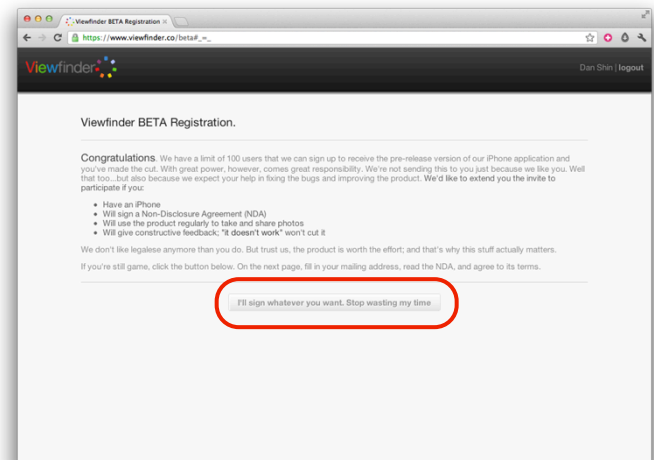 Viewfinder BETA Registration
https://www.viewfinder.co/beta#_=_
Viewfinder
Dan Shin | logout
Viewfinder BETA Registration.
Congratulations. We have a limit of 100 users that we can sign up to receive the pre-release version of our iPhone application and
you've made the cut. With great power, however, comes great responsibility. We're not sending this to you just because we like you. Well
that too...but also because we expect your help in fixing the bugs and improving the product. We'd like to extend you the invite to
participate if you:
• Have an iPhone
• Will sign a Non-Disclosure Agreement (NDA)
• Will use the product regularly to take and share photos
• Will give constructive feedback; "it doesn't work" won't cut it
We don't like legalese anymore than you do. But trust us, the product is worth the effort; and that's why this stuff actually matters.
If you're still game, click the button below. On the next page, fill in your mailing address, read the NDA, and agree to its terms.
I'll sign whatever you want. Stop wasting my time